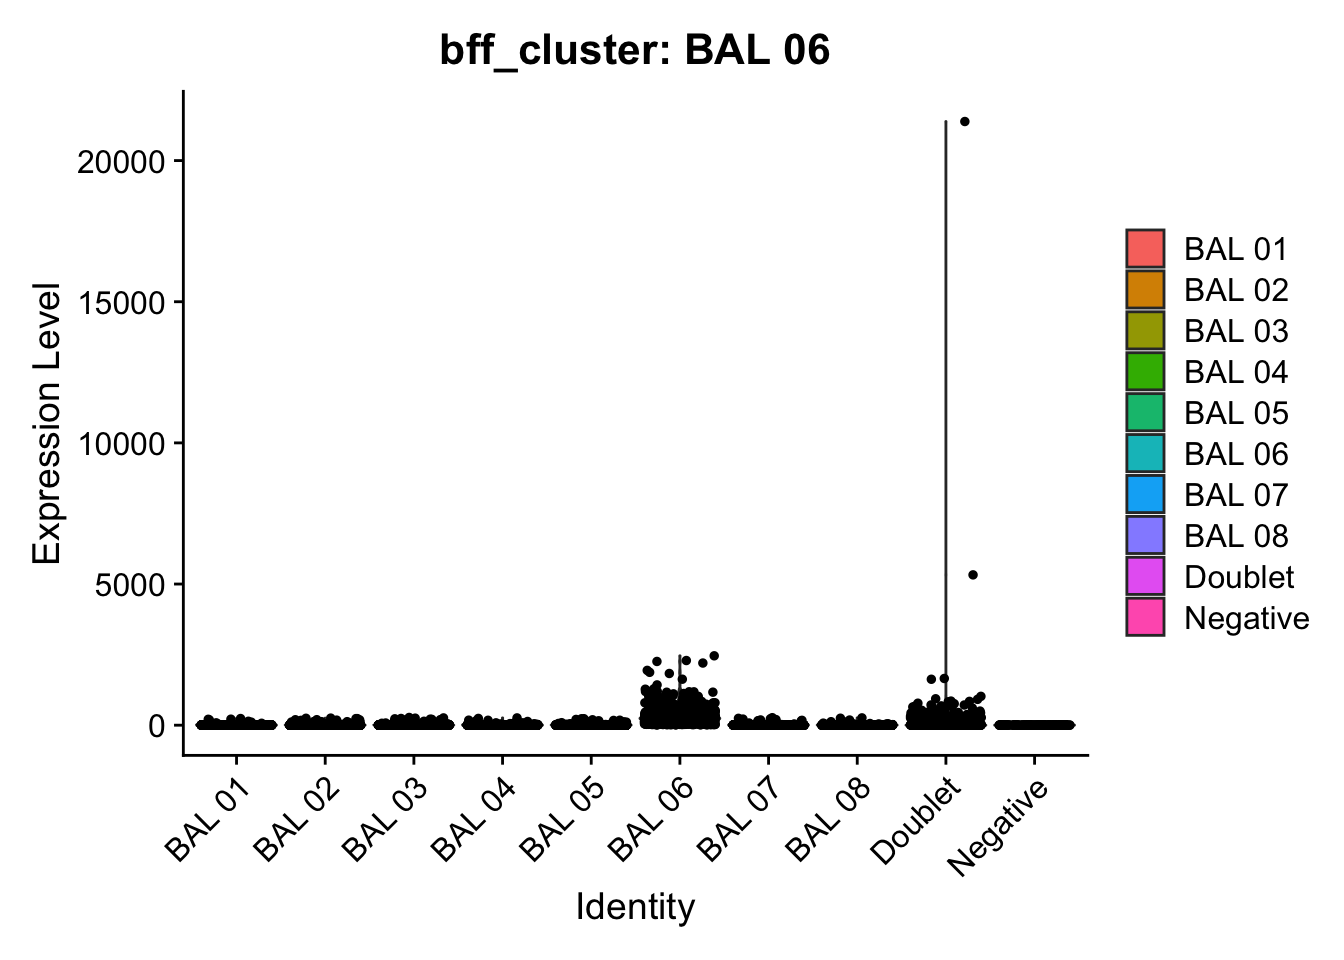 bff_cluster: BAL 06
Expression Level
20000
15000
10000
5000
0
BAL 01
BAL 02
BAL 03
BAL 04
BAL 05
BAL 06
BAL 07
BAL 08
Doublet
Negative
Identity
BAL 01
BAL 02
BAL 03
BAL 04
BAL 05
BAL 06
BAL 07
BAL 08
Doublet
Negative